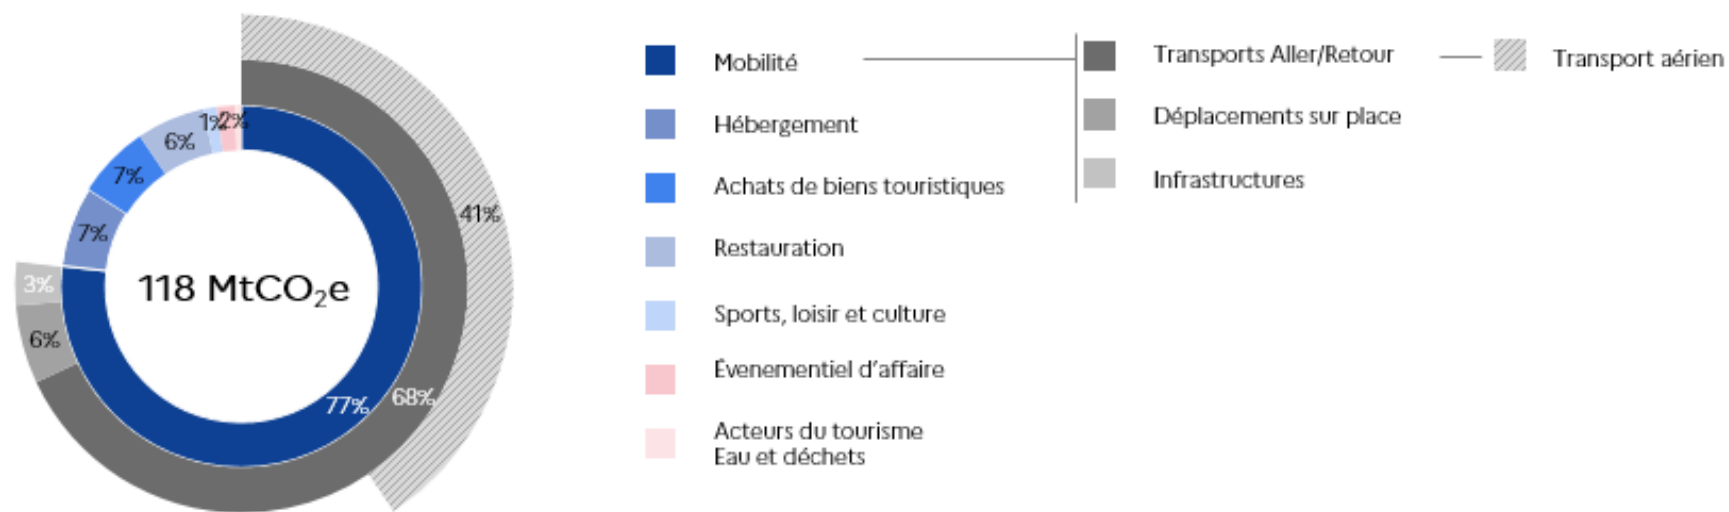 1%
2%
6%
7%
7%
3%
6%
77%
68%
41%
118 MtCO₂e
Mobilité
Hébergement
Achats de biens touristiques
Restauration
Sports, loisir et culture
Évenementiel d'affaire
Acteurs du tourisme
Eau et déchets
Transports Aller/Retour
Déplacements sur place
Infrastructures
Transport aérien